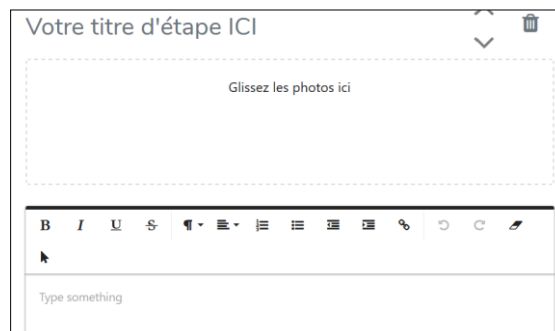 Votre titre d'étape ICI
Glissez les photos ici
B I U S
Type something